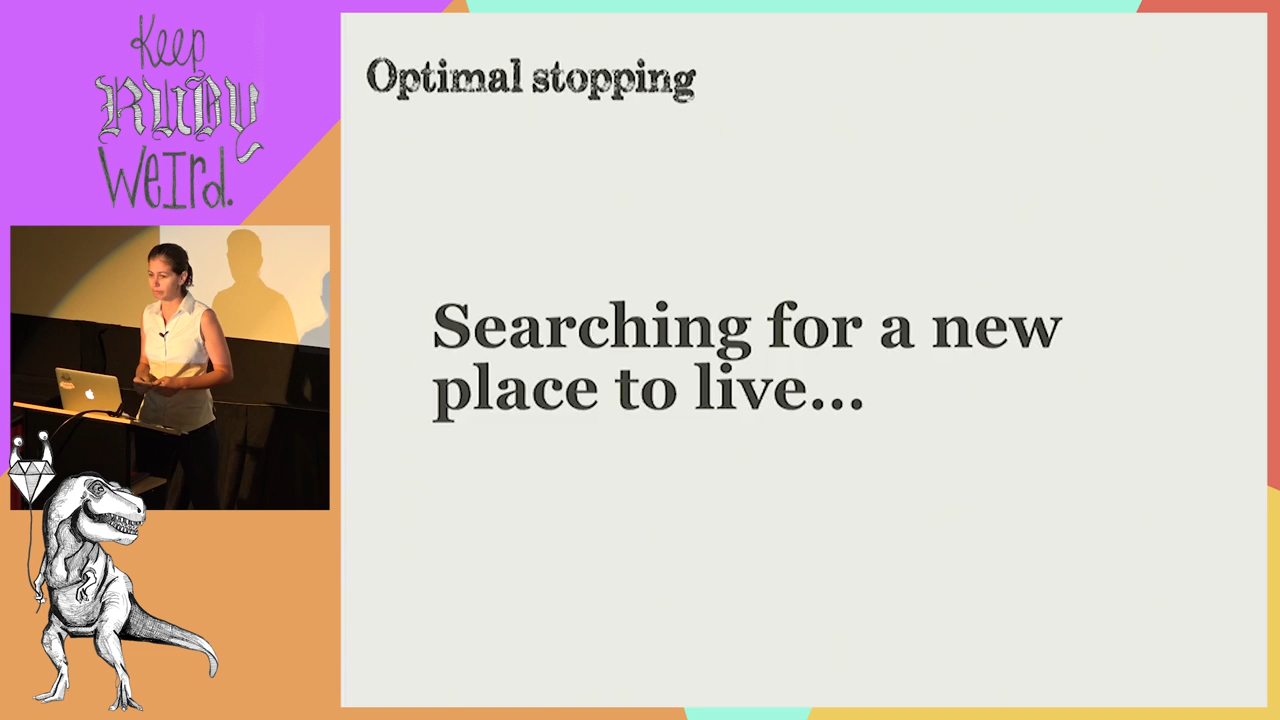 Keep
RUBY
WeIrd.
Optimal stopping
Searching for a new
place to live...